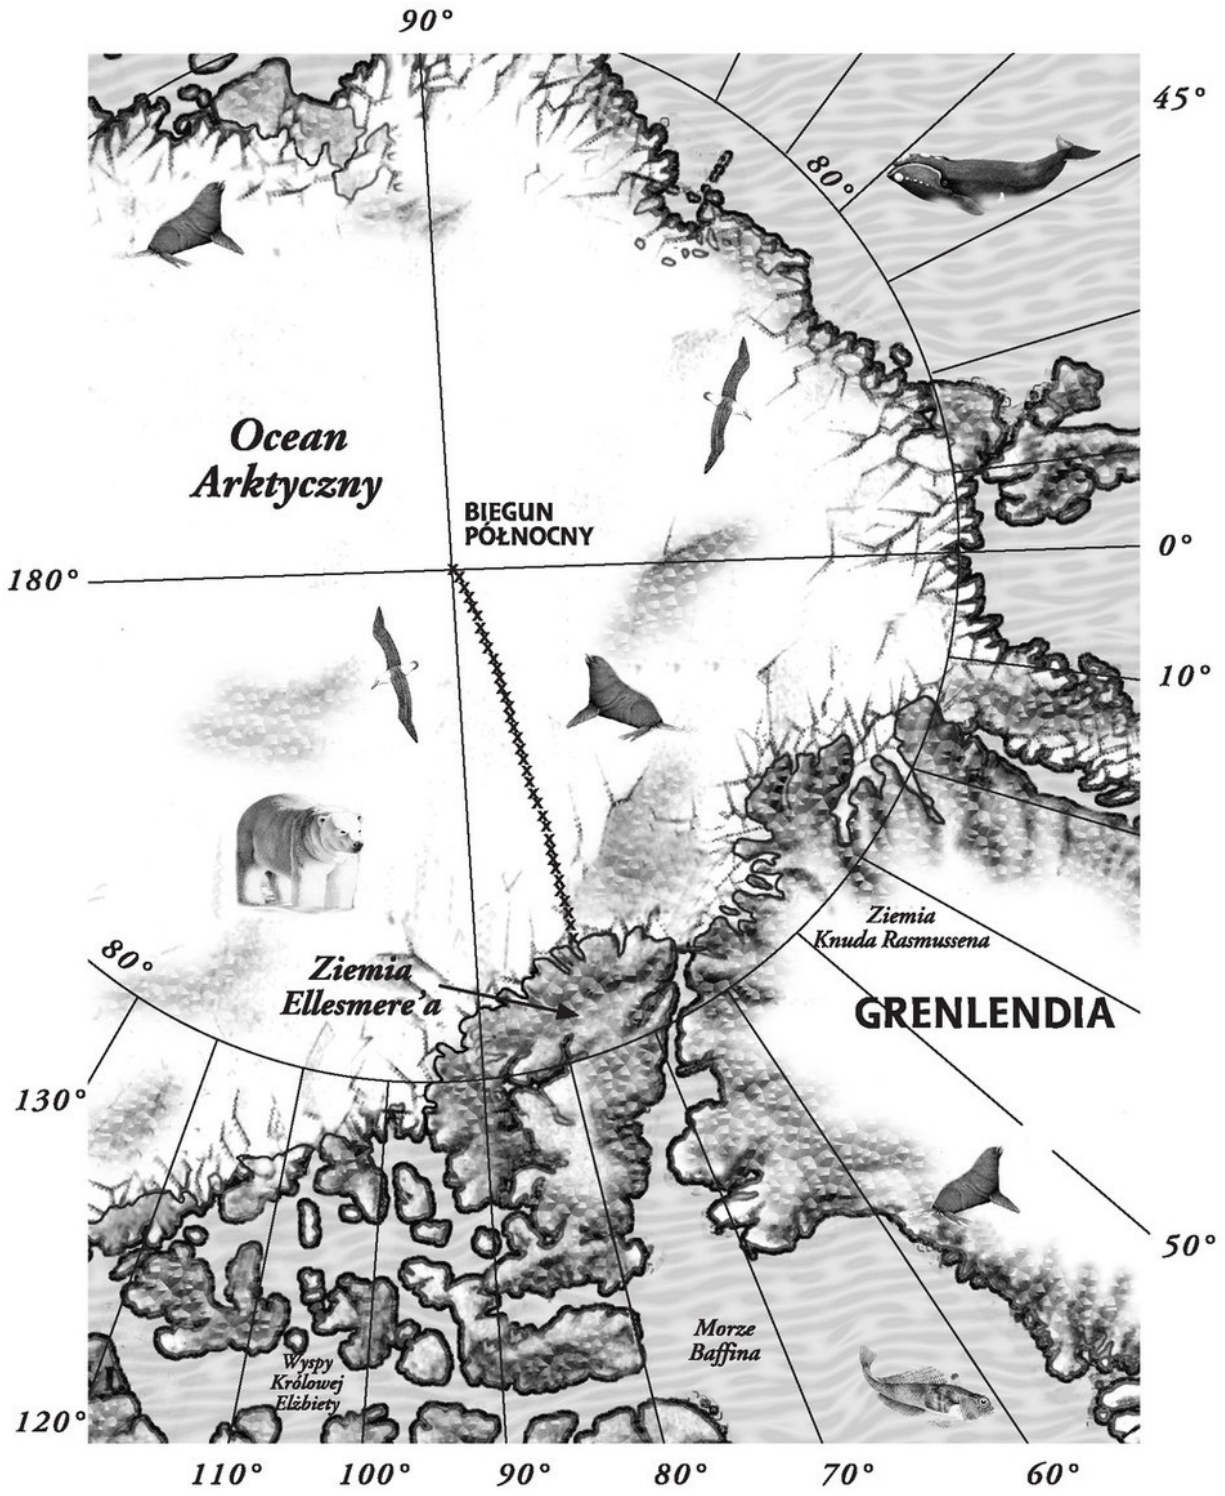 90°
45°
80°
Ocean
Arktyczny
BIEGUN
PÓŁNOCNY
180°
0°
10°
Ziemia
Knuda Rasmussena
80°
Ziemia
Ellesmere'a
GRENLENDIA
130°
50°
Morze
Baffina
Wyspy
Królowej
Elżbiety
120°
110°
100°
90°
80°
70°
60°